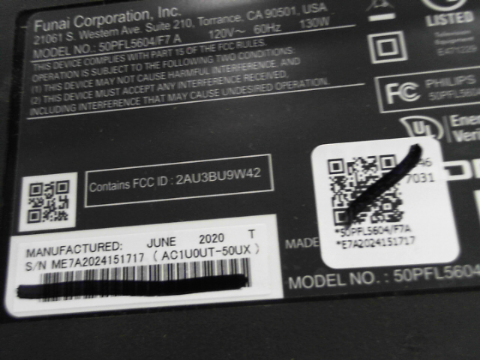 Funai Corporation, Inc.
21061 S. Western Ave. Suite 210, Torrance, CA 90501, USA
MODEL NO.: 50PFL5604/F7 A 120V~ 60Hz 130W
THIS DEVICE COMPLIES WITH PART 15 OF THE FCC RULES.
OPERATION IS SUBJECT TO THE FOLLOWING TWO CONDITIONS:
(1) THIS DEVICE MAY NOT CAUSE HARMFUL INTERFERENCE, AND
(2) THIS DEVICE MUST ACCEPT ANY INTERFERENCE RECEIVED,
INCLUDING INTERFERENCE THAT MAY CAUSE UNDESIRED OPERATION.
LISTED
FC PHILIPS
50PFL5604
UL
Contains FCC ID : 2AU3BU9W42
7031
*50PFL5604/F7A
*E7A2024151717
MANUFACTURED: JUNE 2020 T
S/N ME7A2024151717 (AC1U0UT-50UX)
MADE
MODEL NO.: 50PFL5604